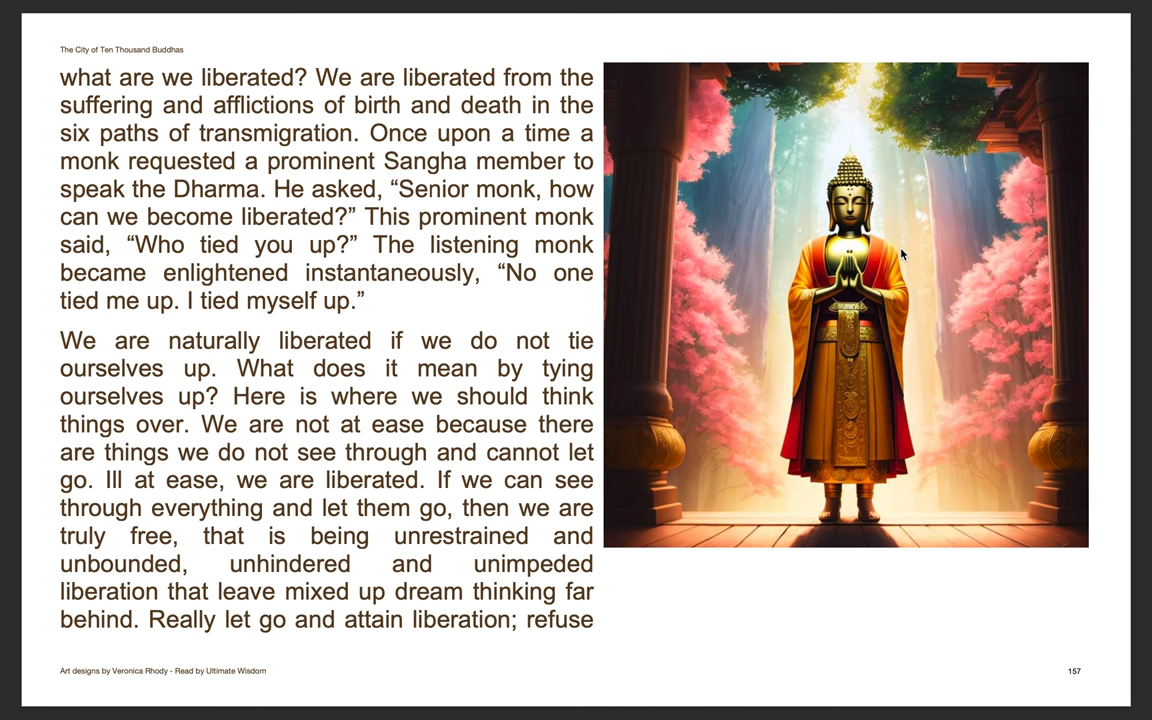 The City of Ten Thousand Buddhas
what are we liberated? We are liberated from the
suffering and afflictions of birth and death in the
six paths of transmigration. Once upon a time a
monk requested a prominent Sangha member to
speak the Dharma. He asked, “Senior monk, how
can we become liberated?” This prominent monk
said, “Who tied you up?” The listening monk
became enlightened instantaneously, “No one
tied me up. I tied myself up.”
We are naturally liberated if we do not tie
ourselves up. What does it mean by tying
ourselves up? Here is where we should think
things over. We are not at ease because there
are things we do not see through and cannot let
go. Ill at ease, we are liberated. If we can see
through everything and let them go, then we are
truly free, that is being unrestrained and
unbounded, unhindered and unimpeded
liberation that leave mixed up dream thinking far
behind. Really let go and attain liberation; refuse
Art designs by Veronica Rhody - Read by Ultimate Wisdom
157